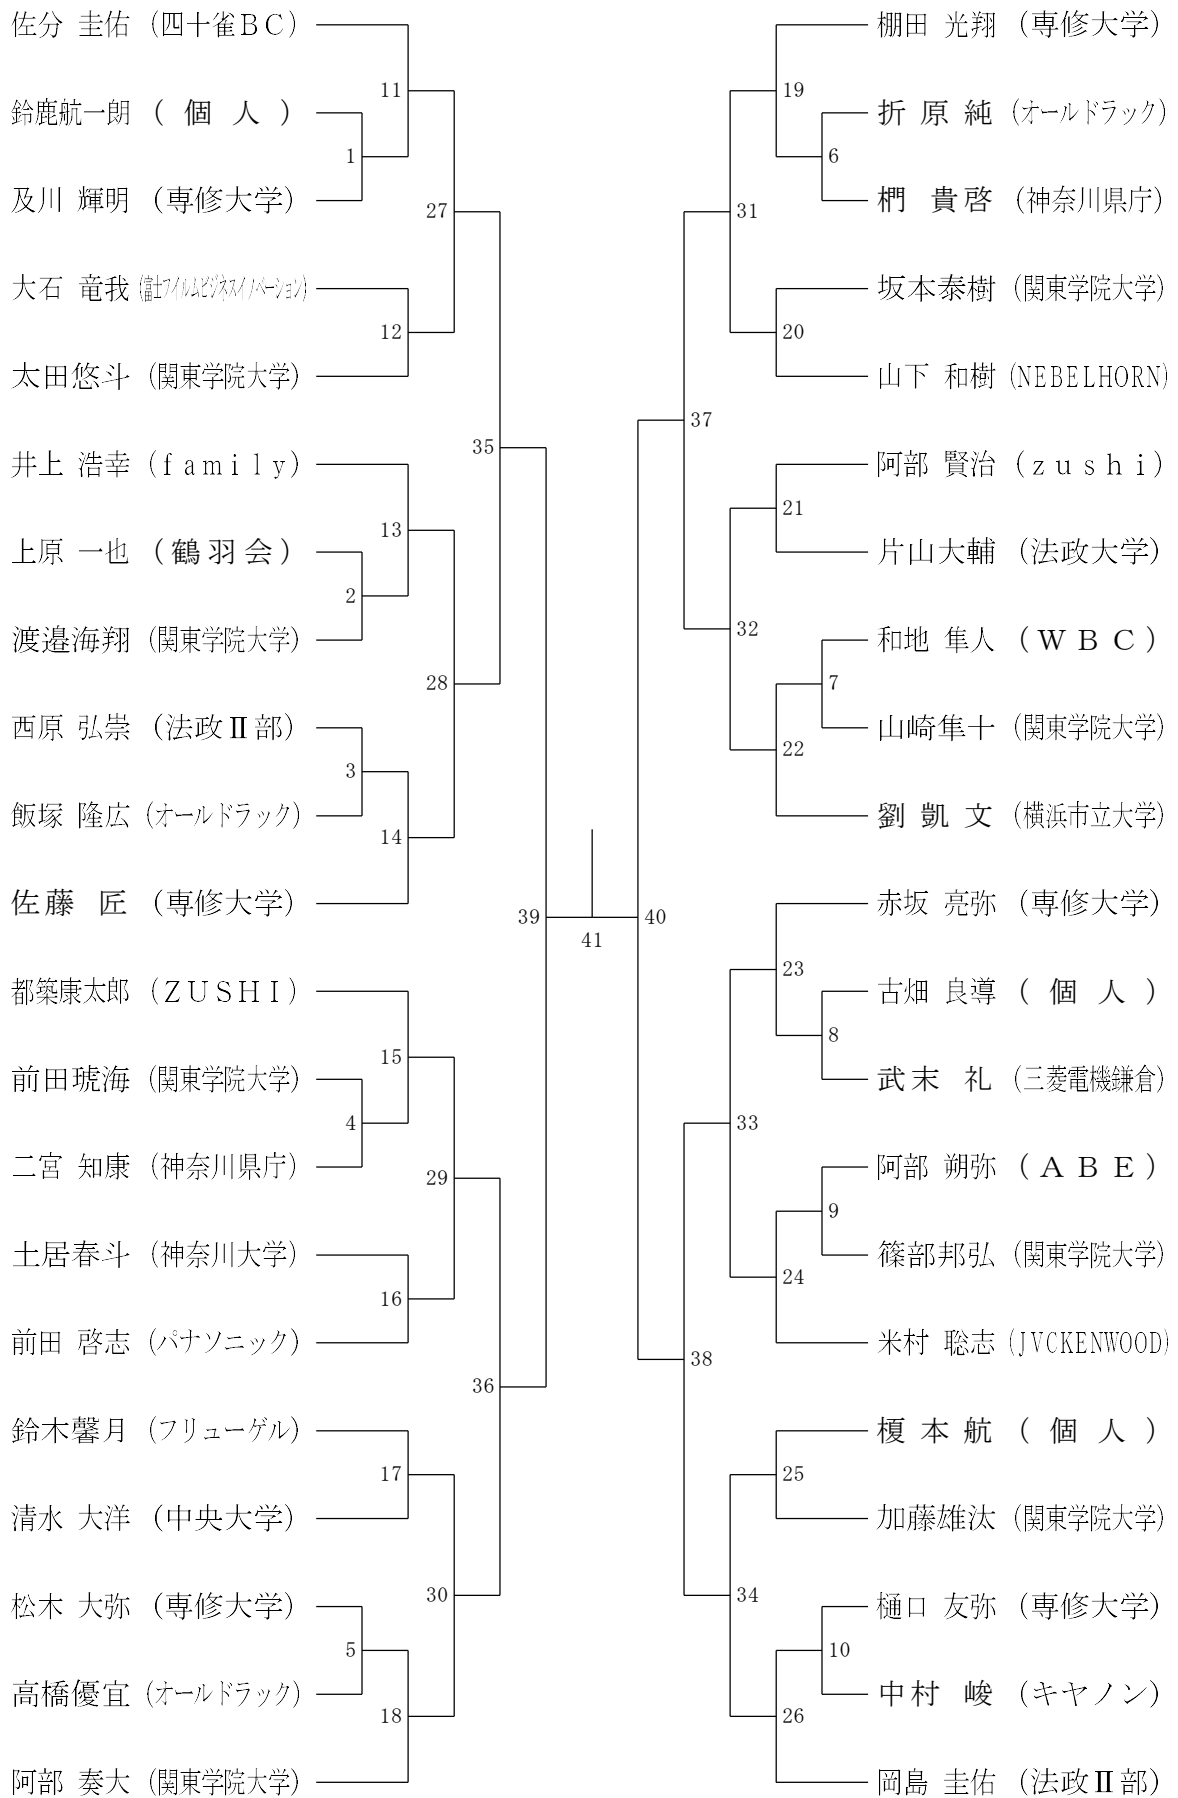 佐分 圭佑 (四十雀ＢＣ)
鈴鹿航一朗 (個人)
及川 輝明 (専修大学)
大石 竜我 (富士フイルムビジネスイノベーション)
太田悠斗 (関東学院大学)
井上 浩幸 (ｆａｍｉｌｙ)
上原 一也 (鶴羽会)
渡邉海翔 (関東学院大学)
西原 弘崇 (法政Ⅱ部)
飯塚 隆広 (オールドラック)
佐藤 匠 (専修大学)
都築康太郎 (ＺＵＳＨＩ)
前田琥海 (関東学院大学)
二宮 知康 (神奈川県庁)
土居春斗 (神奈川大学)
前田 啓志 (パナソニック)
鈴木馨月 (フリューゲル)
清水 大洋 (中央大学)
松木 大弥 (専修大学)
高橋優宜 (オールドラック)
阿部 奏大 (関東学院大学)
1
2
3
4
5
11
12
13
14
15
16
17
18
27
28
29
30
35
36
39
41
40
37
38
31
32
33
34
19
20
21
22
23
24
25
26
6
7
8
9
10
棚田 光翔 (専修大学)
折原純 (オールドラック)
椚 貴啓 (神奈川県庁)
坂本泰樹 (関東学院大学)
山下 和樹 (NEBELHORN)
阿部 賢治 (ｚｕｓｈｉ)
片山大輔 (法政大学)
和地 隼人 (ＷＢＣ)
山崎隼十 (関東学院大学)
劉凱文 (横浜市立大学)
赤坂 亮弥 (専修大学)
古畑 良導 (個人)
武末 礼 (三菱電機鎌倉)
阿部 朔弥 (ＡＢＥ)
篠部邦弘 (関東学院大学)
米村 聡志 (JVCKENWOOD)
榎本航 (個人)
加藤雄汰 (関東学院大学)
樋口 友弥 (専修大学)
中村 峻 (キヤノン)
岡島 圭佑 (法政Ⅱ部)